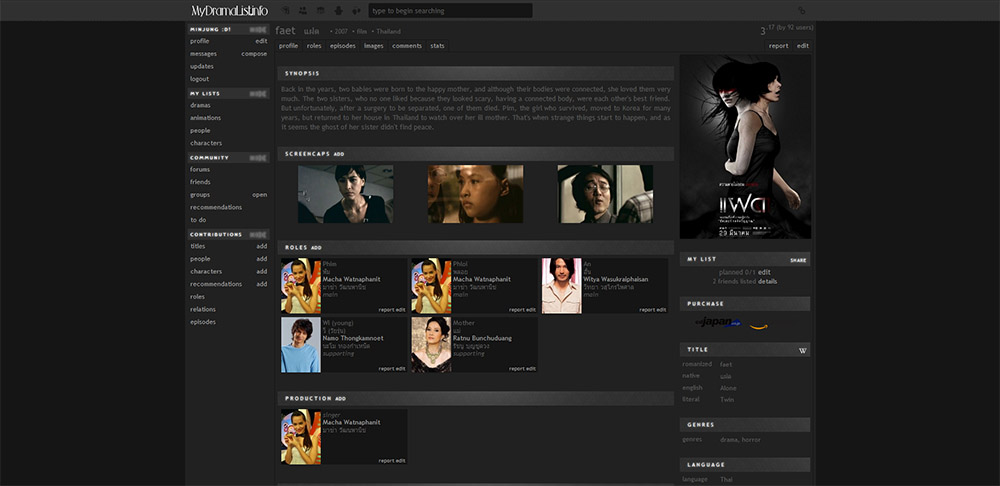 MyDramaListinfo
type to begin searching
MINJUNG :D!
HIDE
profile
edit
messages
compose
updates
logout
MY LISTS
HIDE
dramas
animations
people
characters
COMMUNITY
HIDE
forums
friends
groups
open
recommendations
to do
CONTRIBUTIONS
HIDE
titles
add
people
add
characters
add
recommendations
add
roles
relations
episodes
faet แฝด • 2007 • film • Thailand
3.17 (by 92 users)
profile roles episodes images comments stats
report edit
SYNOPSIS
Back in the years, two babies were born to the happy mother, and although their bodies were connected, she loved them very
much. The two sisters, who no one liked because they looked scary, having a connected body, were each other's best friend.
But unfortunately, after a surgery to be separated, one of them died. Pim, the girl who survived, moved to Korea for many
years, but returned to her house in Thailand to watch over her ill mother. That's when strange things start to happen, and as
it seems the ghost of her sister didn't find peace.
SCREENCAPS ADD
ROLES ADD
Phim
พิม
Macha Watnaphanit
มาช่า วัฒนพานิช
main
report edit
Phloi
พลอย
Macha Watnaphanit
มาช่า วัฒนพานิช
main
report edit
Witya Wasukraiphaisan
วิทยา วสุไกรไพศาล
main
report edit
Wi (young)
วี (วัยรุ่น)
Namo Thongkamnoet
นะโม ทองกำเหนิด
supporting
report edit
Mother
แม่
Ratnu Bunchuduang
รัชนู บุญชูดวง
supporting
report edit
PRODUCTION ADD
singer
Macha Watnaphanit
มาช่า วัฒนพานิช
report edit
แฝด
29 มีนาคม
MY LIST
SHARE
planned 0/1 edit
2 friends listed details
PURCHASE
japan
TITLE
W
romanized faet
native แฝด
english Alone
literal Twin
GENRES
genres drama, horror
LANGUAGE
language Thai